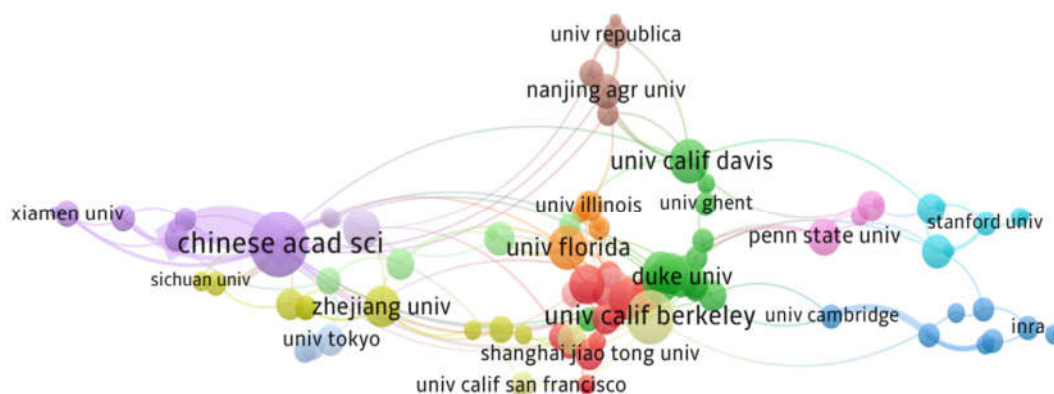 univ republica
nanjing agr univ
univ calif davis
xiamen univ
univ illinois
univ ghent
stanford univ
chinese acad sci
univ florida
penn state univ
sichuan univ
duke univ
zhejiang univ
univ calif berkeley
univ cambridge
inra
univ tokyo
shanghai jiao tong univ
univ calif san francisco